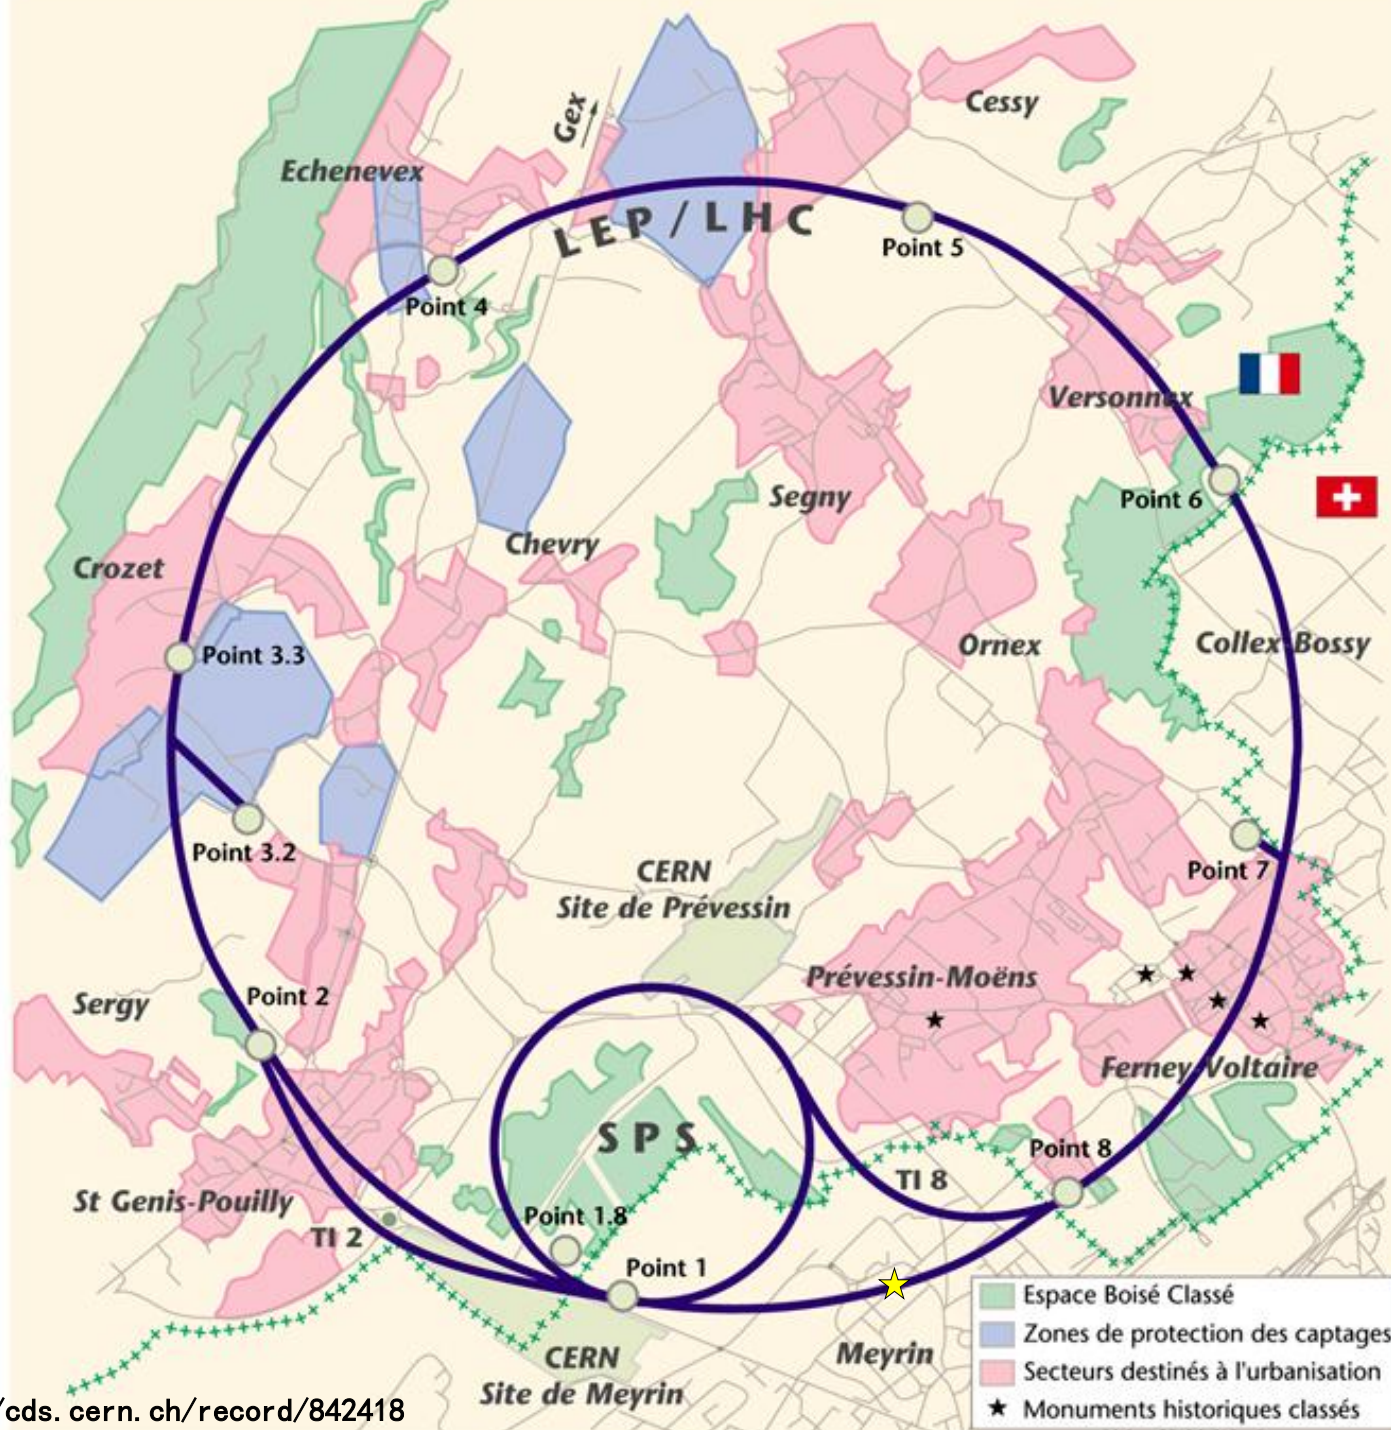 Gex
Cessy
Echenevex
LEP/LHC
Point 5
Point 4
Versonnex
Segny
Point 6
Chevry
Crozet
Ornex
Collex-Bossy
Point 3.3
Point 3.2
CERN
Site de Prévessin
Point 7
Prévessin-Moëns
Sergy
Point 2
Ferney-Voltaire
SPS
Point 8
TI 8
St Genis-Pouilly
TI 2
Point 1.8
Point 1
Meyrin
CERN
Site de Meyrin
Espace Boisé Classé
Zones de protection des captages
Secteurs destinés à l'urbanisation
Monuments historiques classés
/cds.cern.ch/record/842418